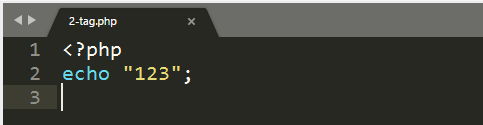 2-tag.php ×
1 <?php
2 echo "123";
3